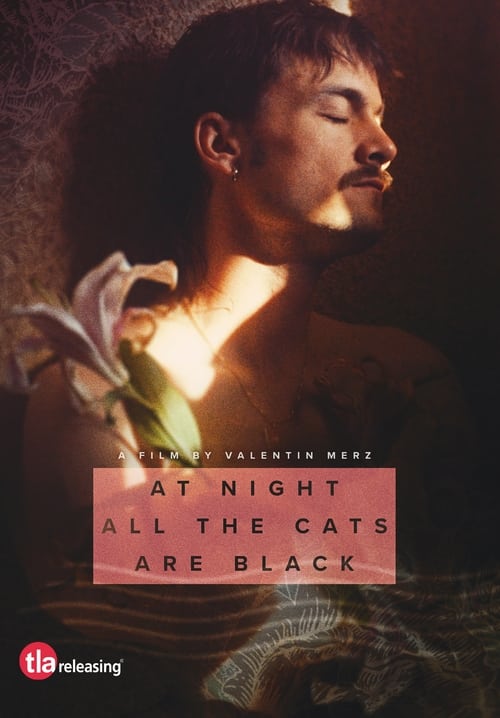 A FILM BY VALENTIN MERZ
AT NIGHT
ALL THE CATS
ARE BLACK
tla releasing